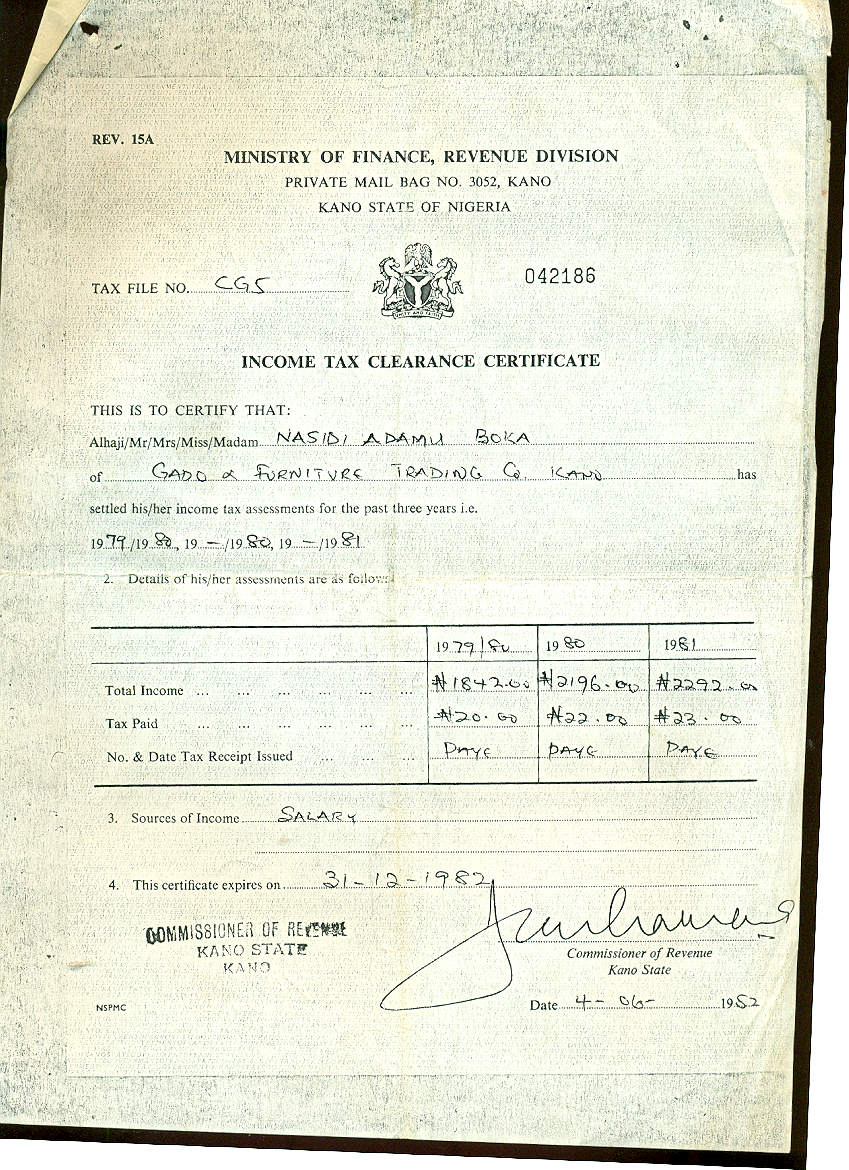 REV. 15A
MINISTRY OF FINANCE, REVENUE DIVISION
PRIVATE MAIL BAG NO. 3052, KANO
KANO STATE OF NIGERIA
TAX FILE NO. CG5
042186
UNITY AND FAITH
INCOME TAX CLEARANCE CERTIFICATE
THIS IS TO CERTIFY THAT:
Alhaji/Mr/Mrs/Miss/Madam NASIDI ADAMU BOKA
of GADO & FURNITURE TRADING Co KANO has
settled his/her income tax assessments for the past three years i.e.
1979/1980, 19 —/1980, 19 —/1981
2. Details of his/her assessments are as follows:
1979/80 1980 1981
Total Income ... ... ... ... ... ... ₦1842.00 ₦2196.00 ₦2292.00
Tax Paid ... ... ... ... ... ... ₦20.00 ₦22.00 ₦23.00
No. & Date Tax Receipt Issued ... ... ... PAYE PAYE PAYE
3. Sources of Income SALARY
4. This certificate expires on 31-12-1982
COMMISSIONER OF REVENUE
KANO STATE
KANO
Commissioner of Revenue
Kano State
NSPMC
Date 4-06- 1982